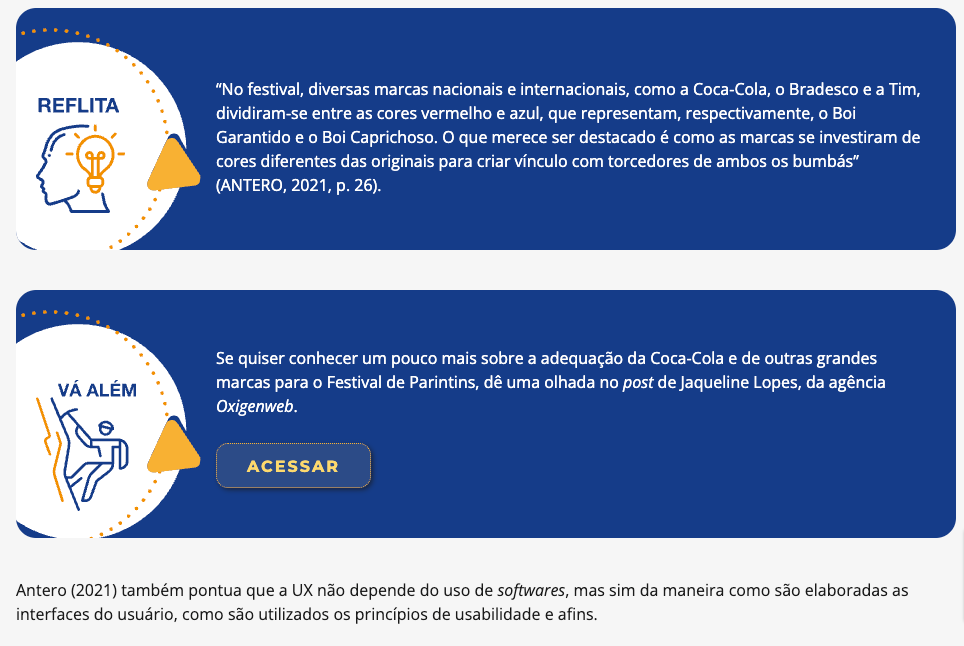 REFLITA
“No festival, diversas marcas nacionais e internacionais, como a Coca-Cola, o Bradesco e a Tim,
dividiram-se entre as cores vermelho e azul, que representam, respectivamente, o Boi
Garantido e o Boi Caprichoso. O que merece ser destacado é como as marcas se investiram de
cores diferentes das originais para criar vínculo com torcedores de ambos os bumbás”
(ANTERO, 2021, p. 26).
VÁ ALÉM
Se quiser conhecer um pouco mais sobre a adequação da Coca-Cola e de outras grandes
marcas para o Festival de Parintins, dê uma olhada no post de Jaqueline Lopes, da agência
Oxigenweb.
ACESSAR
Antero (2021) também pontua que a UX não depende do uso de softwares, mas sim da maneira como são elaboradas as
interfaces do usuário, como são utilizados os princípios de usabilidade e afins.